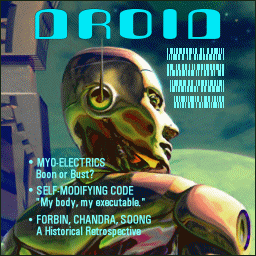 DROID
• MYO-ELECTRICS
Boon or Bust?
• SELF-MODIFYING CODE
"My body, my executable."
• FORBIN, CHANDRA, SOONG
A Historical Retrospective